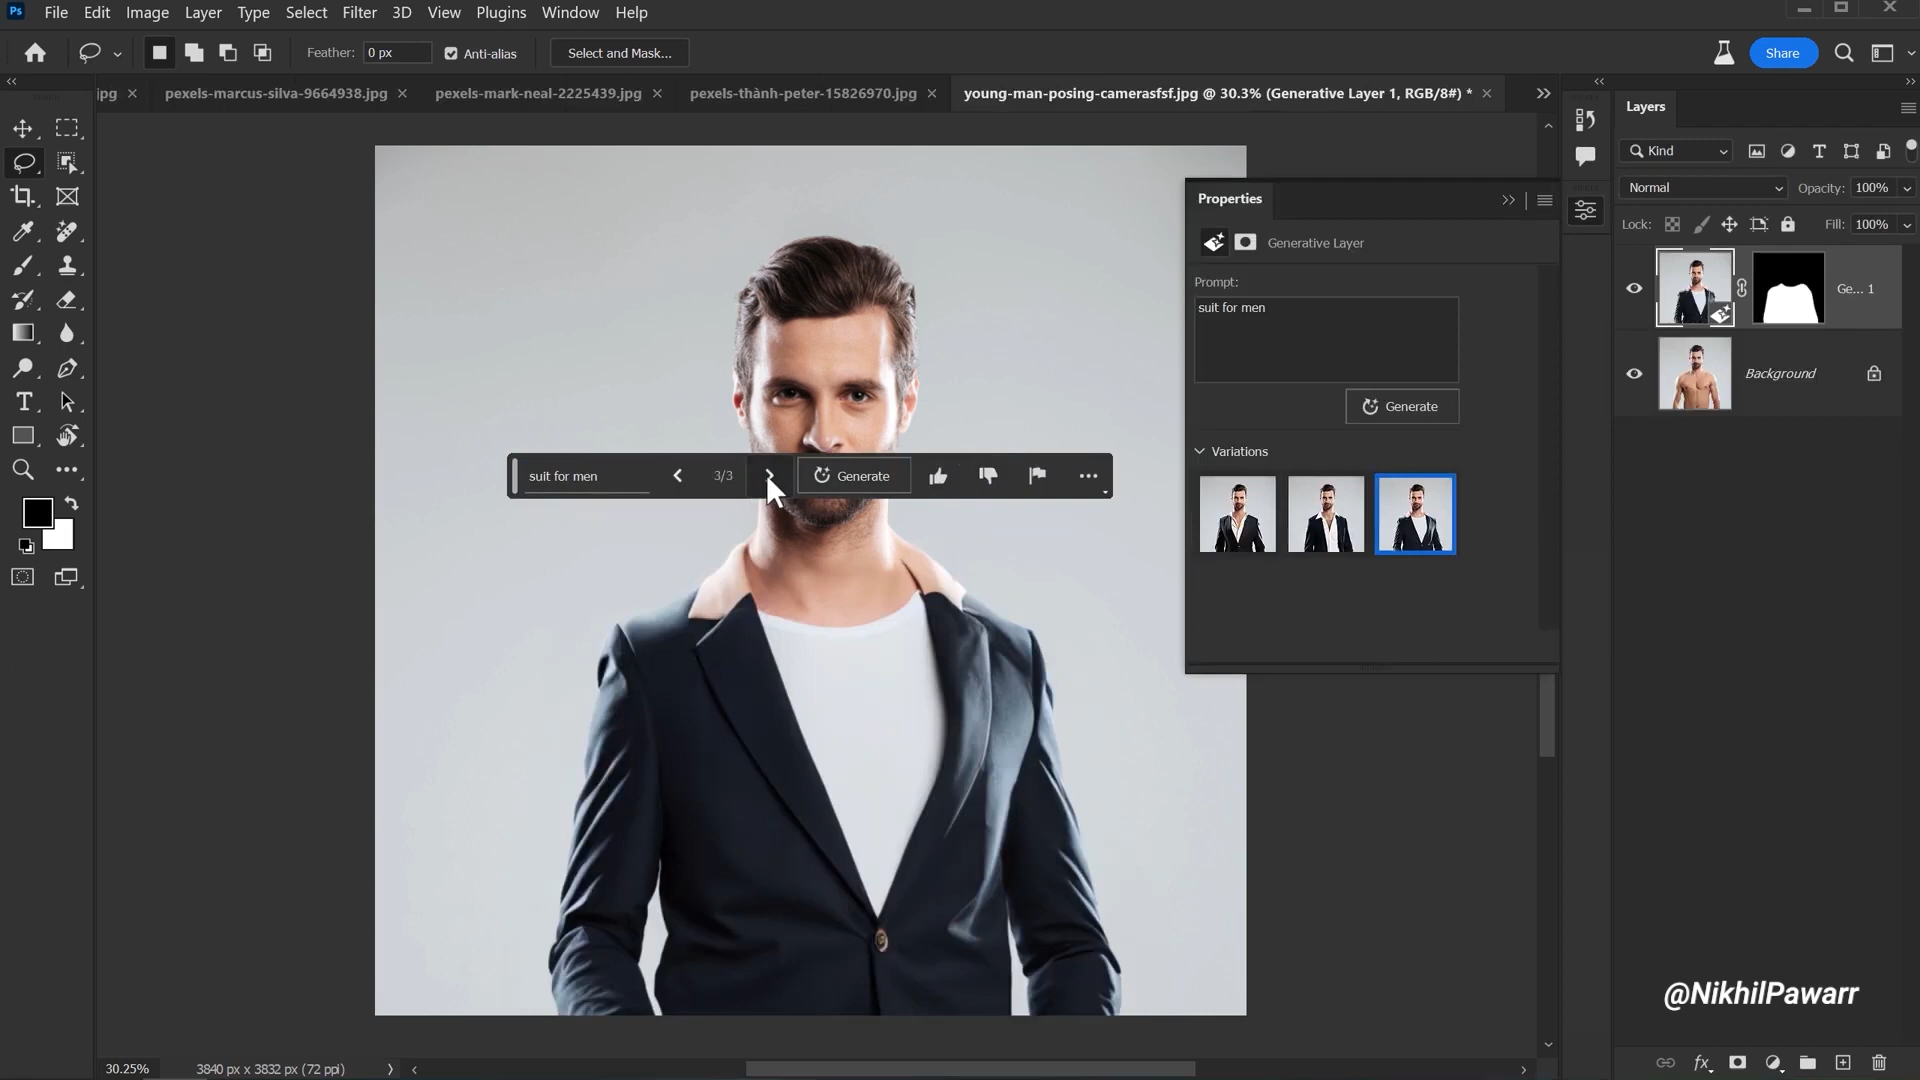 Ps File Edit Image Layer Type Select Filter 3D View Plugins Window Help
Feather: 0 px Anti-alias Select and Mask... Share
jpg pexels-marcus-silva-9664938.jpg pexels-mark-neal-2225439.jpg pexels-thành-peter-15826970.jpg young-man-posing-camerasfsf.jpg @ 30.3% (Generative Layer 1, RGB/8#) *
Layers
Kind
Normal Opacity: 100%
Lock: Fill: 100%
Ge... 1
Background
Properties
Generative Layer
Prompt:
suit for men
Generate
Variations
suit for men 3/3 Generate
@NikhilPawarr
30.25% 3840 px x 3832 px (72 ppi)